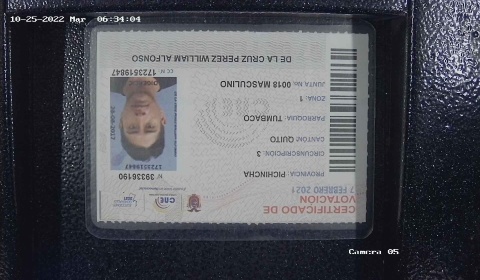 10-25-2022 Mar 06:34:04
CERTIFICADO DE
VOTACIÓN
7 FEBRERO 2021
PROVINCIA: PICHINCHA
CIRCUNSCRIPCIÓN: 3
CANTÓN: QUITO
PARROQUIA: TUMBACO
ZONA: 1
JUNTA No. 0018 MASCULINO
CNE
N° 39336190
CC N° 1723519847
DE LA CRUZ PEREZ WILLIAM ALFONSO
Camera 05